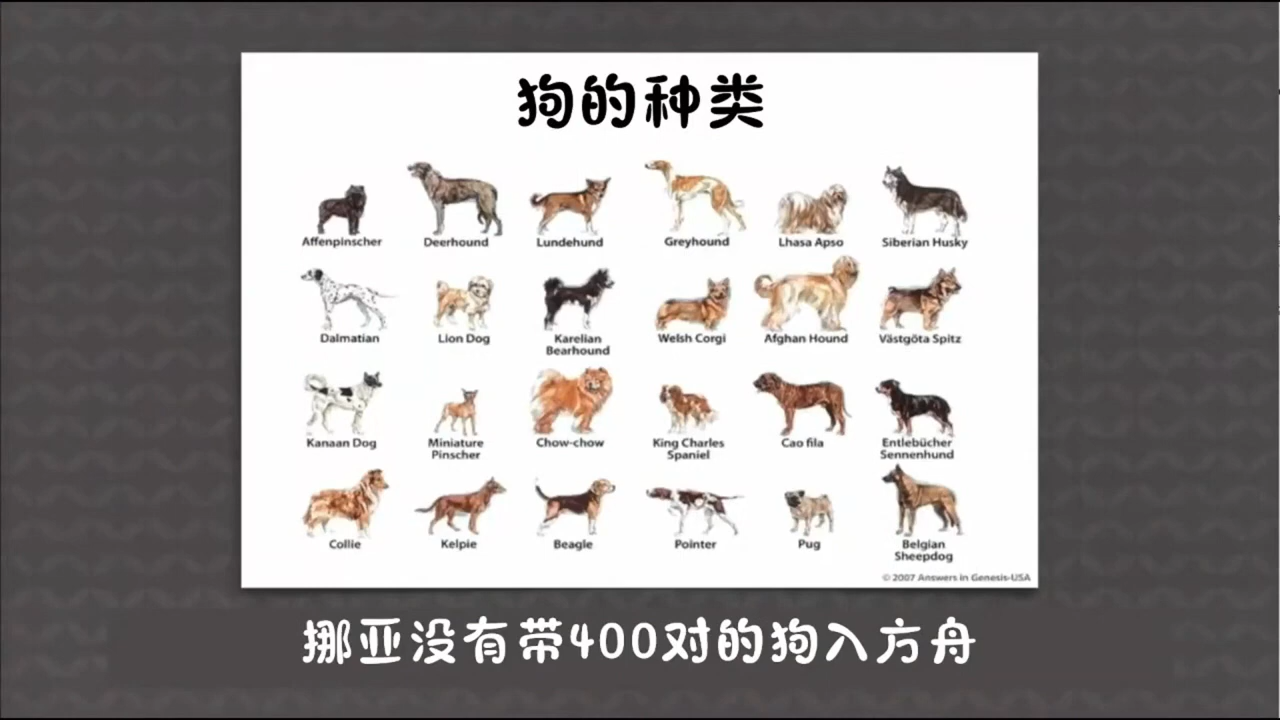 狗的种类
Affenpinscher
Deerhound
Lundehund
Greyhound
Lhasa Apso
Siberian Husky
Dalmatian
Lion Dog
Karelian
Bearhound
Welsh Corgi
Afghan Hound
Västgöta Spitz
Kanaan Dog
Miniature
Pinscher
Chow-chow
King Charles
Spaniel
Cao fila
Entlebücher
Sennenhund
Collie
Kelpie
Beagle
Pointer
Pug
Belgian
Sheepdog
© 2007 Answers in Genesis-USA
挪亚没有带400对的狗入方舟